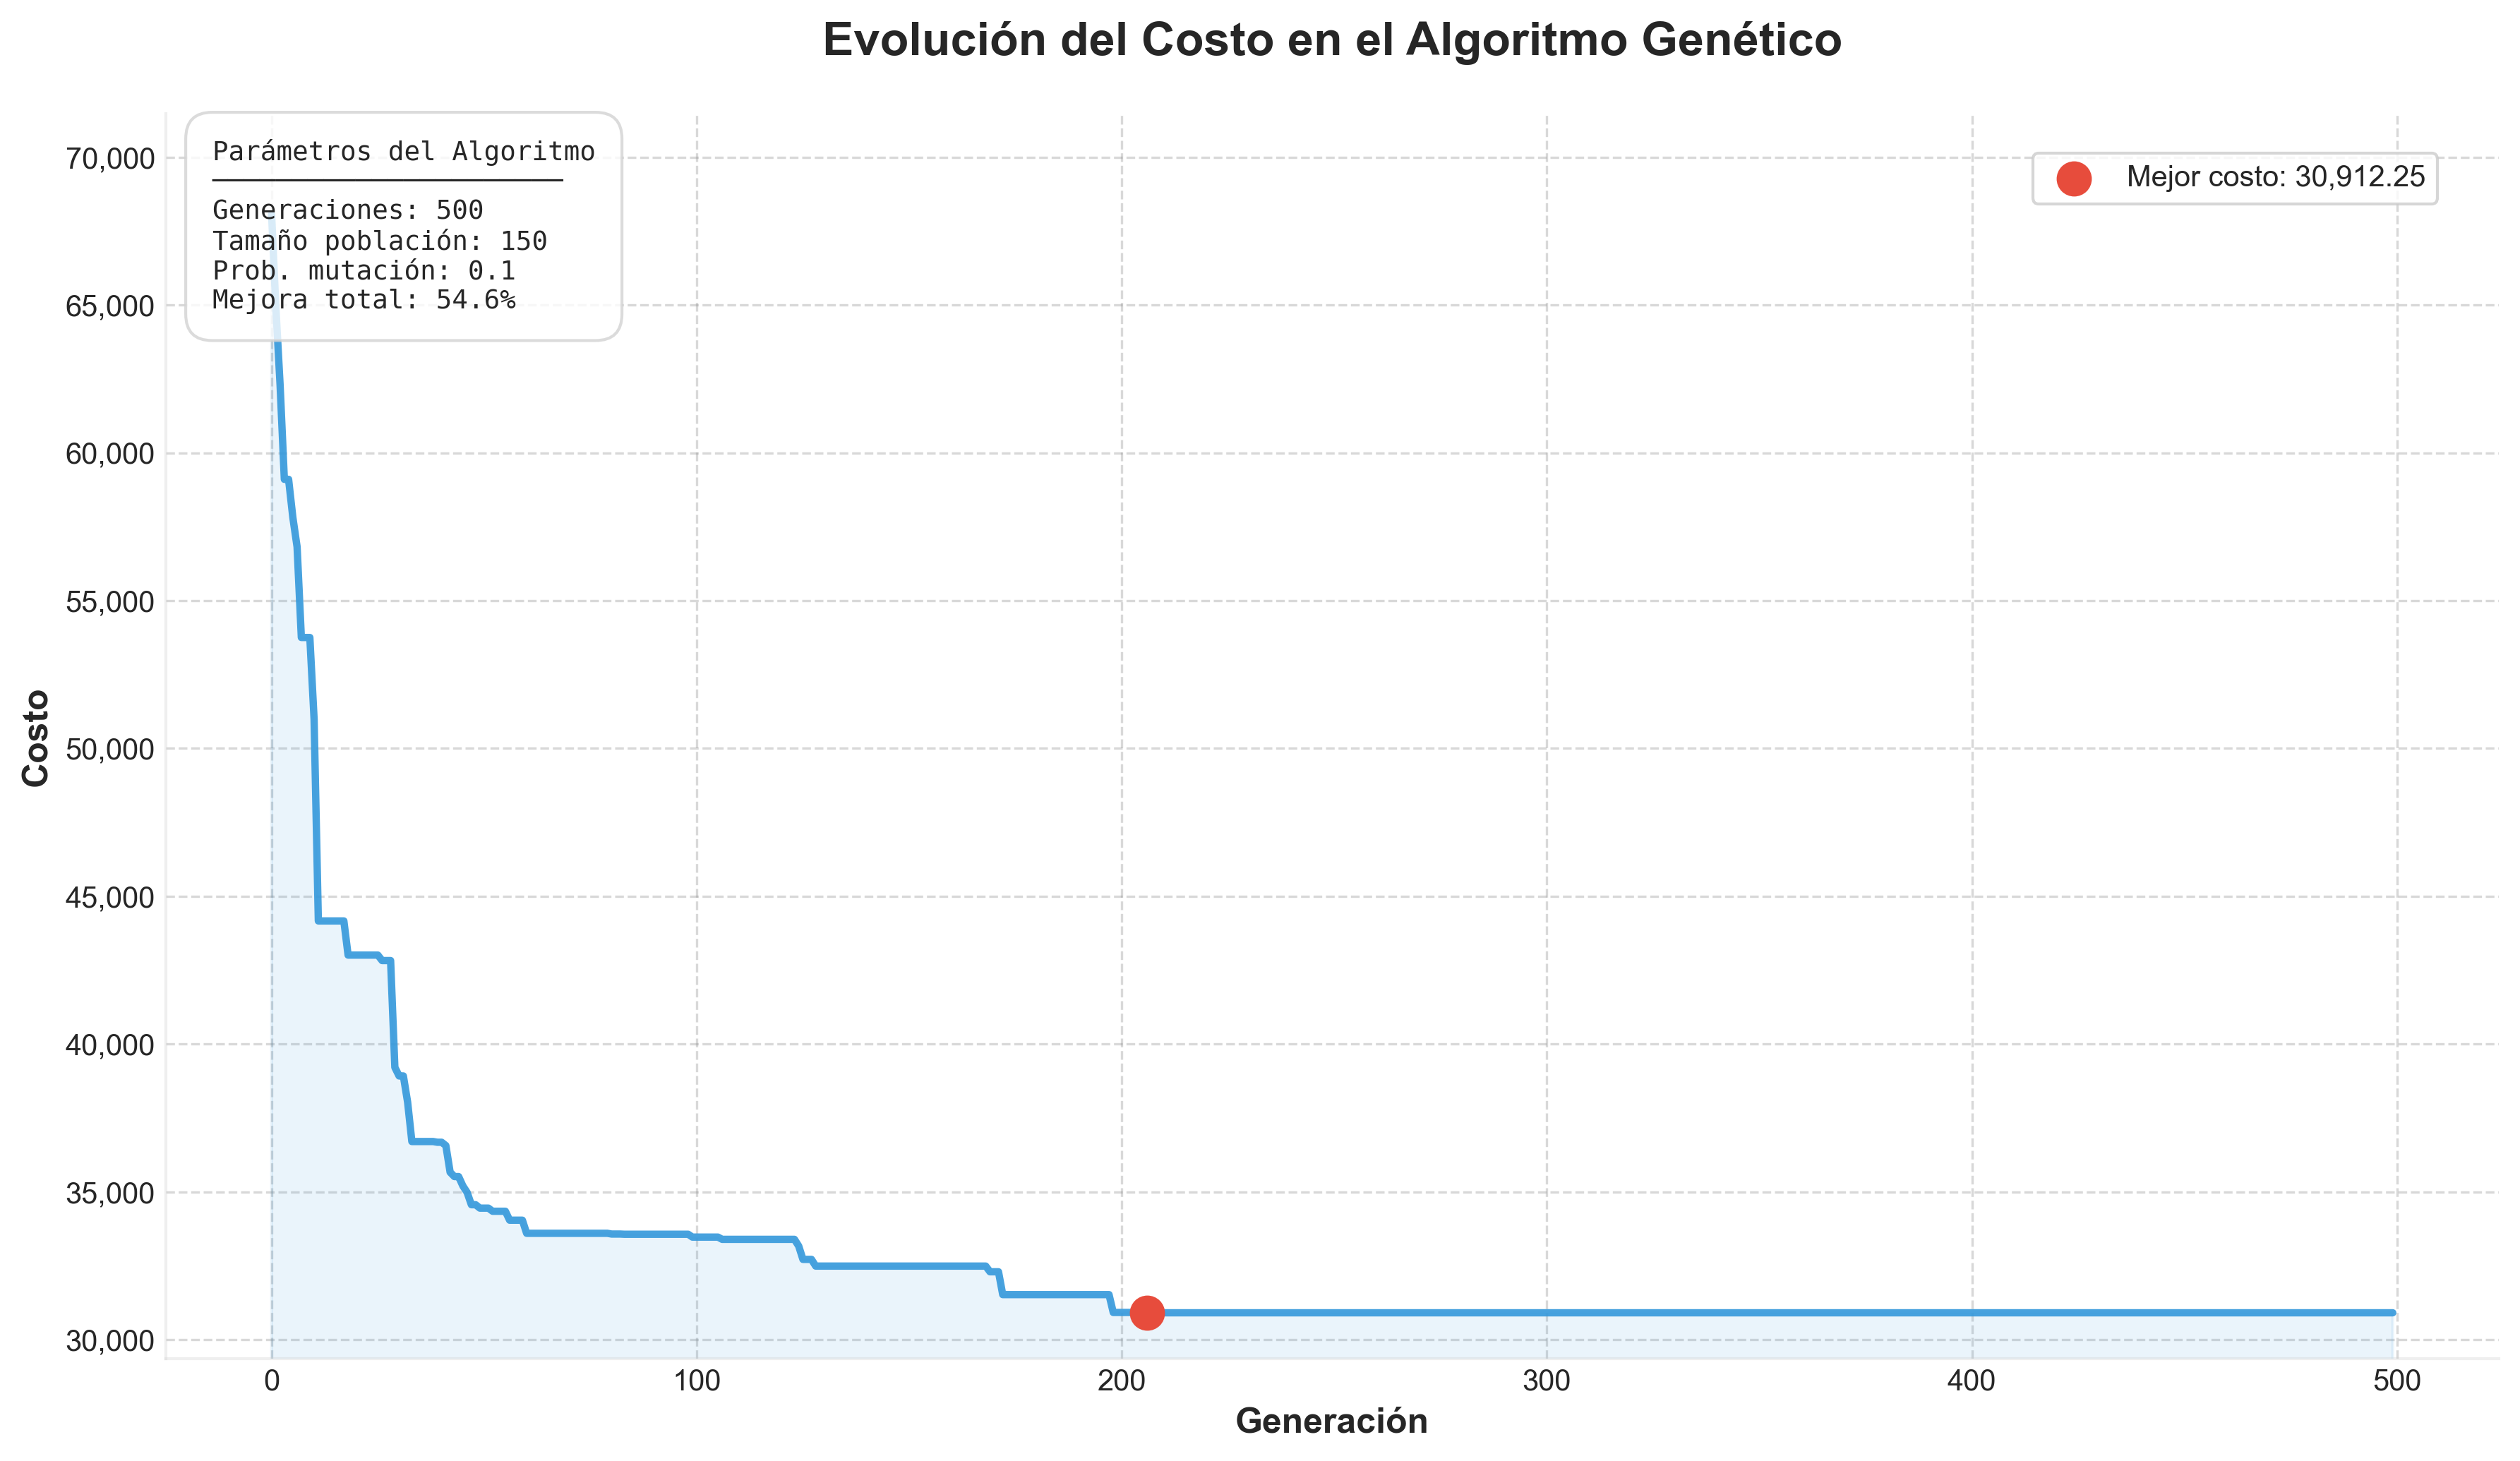 Evolución del Costo en el Algoritmo Genético
Parámetros del Algoritmo
Generaciones: 500
Tamaño población: 150
Prob. mutación: 0.1
Mejora total: 54.6%
Mejor costo: 30,912.25
Costo
70,000
65,000
60,000
55,000
50,000
45,000
40,000
35,000
30,000
0 100 200 300 400 500
Generación